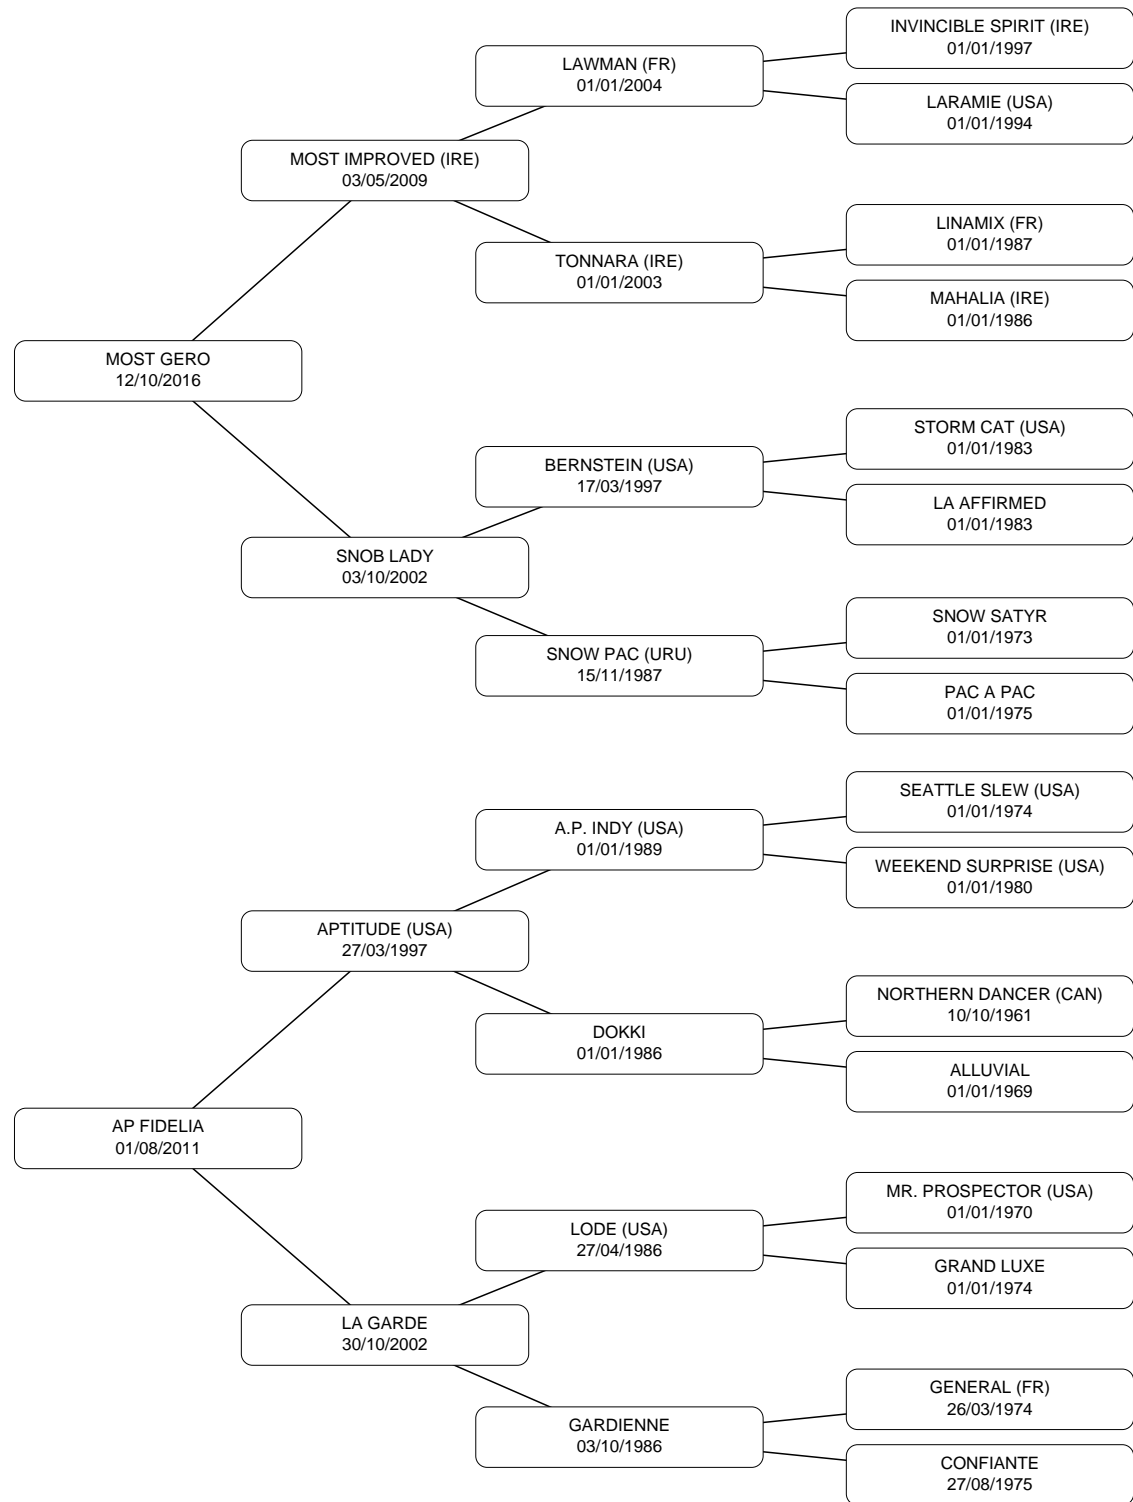 INVINCIBLE SPIRIT (IRE)
01/01/1997
LAWMAN (FR)
01/01/2004
LARAMIE (USA)
01/01/1994
MOST IMPROVED (IRE)
03/05/2009
LINAMIX (FR)
01/01/1987
TONNARA (IRE)
01/01/2003
MAHALIA (IRE)
01/01/1986
MOST GERO
12/10/2016
STORM CAT (USA)
01/01/1983
BERNSTEIN (USA)
17/03/1997
LA AFFIRMED
01/01/1983
SNOB LADY
03/10/2002
SNOW SATYR
01/01/1973
SNOW PAC (URU)
15/11/1987
PAC A PAC
01/01/1975
SEATTLE SLEW (USA)
01/01/1974
A.P. INDY (USA)
01/01/1989
WEEKEND SURPRISE (USA)
01/01/1980
APTITUDE (USA)
27/03/1997
NORTHERN DANCER (CAN)
10/10/1961
DOKKI
01/01/1986
ALLUVIAL
01/01/1969
AP FIDELIA
01/08/2011
MR. PROSPECTOR (USA)
01/01/1970
LODE (USA)
27/04/1986
GRAND LUXE
01/01/1974
LA GARDE
30/10/2002
GENERAL (FR)
26/03/1974
GARDIENNE
03/10/1986
CONFIANTE
27/08/1975